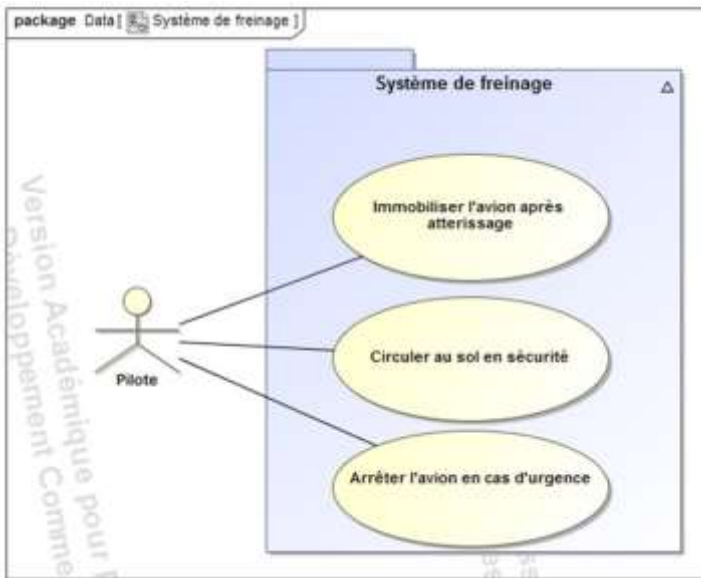 package Data [ Système de freinage ]
Système de freinage
Immobiliser l'avion après
atterissage
Circuler au sol en sécurité
Pilote
Arrêter l'avion en cas d'urgence
Version Académique pour
Développement Comme